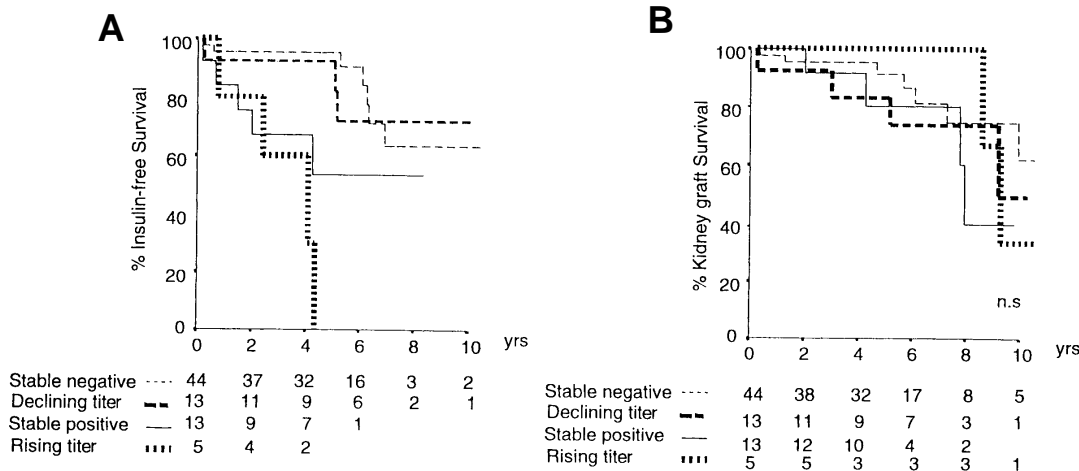 A
% Insulin-free Survival
100
80
60
40
20
0
0 2 4 6 8 10 yrs
Stable negative 44 37 32 16 3 2
Declining titer 13 11 9 6 2 1
Stable positive 13 9 7 1
Rising titer 5 4 2
B
% Kidney graft Survival
100
80
60
40
20
0
n.s
0 2 4 6 8 10 yrs
Stable negative 44 38 32 17 8 5
Declining titer 13 11 9 7 3 1
Stable positive 13 12 10 4 2
Rising titer 5 5 3 3 3 1